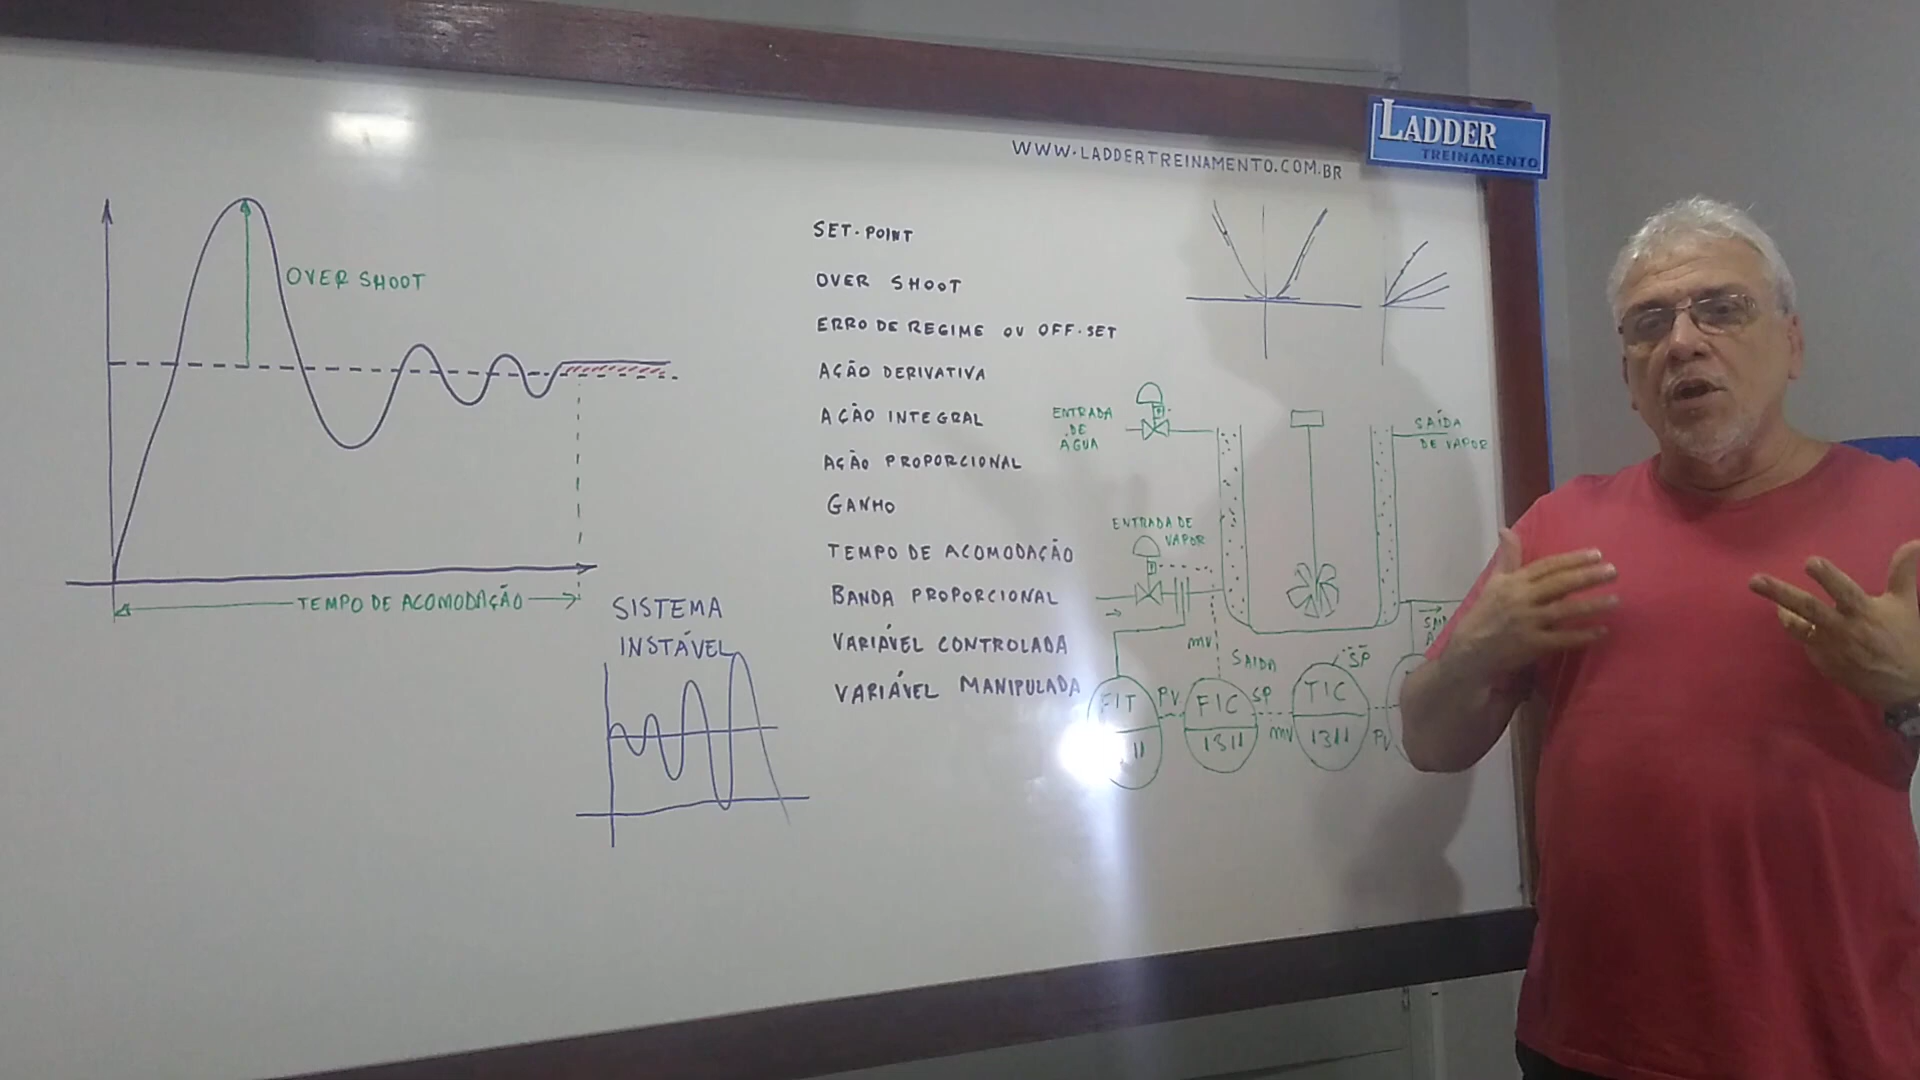 LADDER
TREINAMENTO
WWW.LADDERTREINAMENTO.COM.BR
OVER SHOOT
TEMPO DE ACOMODAÇÃO
SISTEMA
INSTÁVEL
SET-POINT
OVER SHOOT
ERRO DE REGIME OU OFF-SET
AÇÃO DERIVATIVA
AÇÃO INTEGRAL
AÇÃO PROPORCIONAL
GANHO
TEMPO DE ACOMODAÇÃO
BANDA PROPORCIONAL
VARIÁVEL CONTROLADA
VARIÁVEL MANIPULADA
ENTRADA
DE
ÁGUA
SAÍDA
DE VAPOR
ENTRADA DE
VAPOR
MV
SAIDA
SP
FIT
11
PV
FIC
1311
SP
MV
TIC
1311
PV